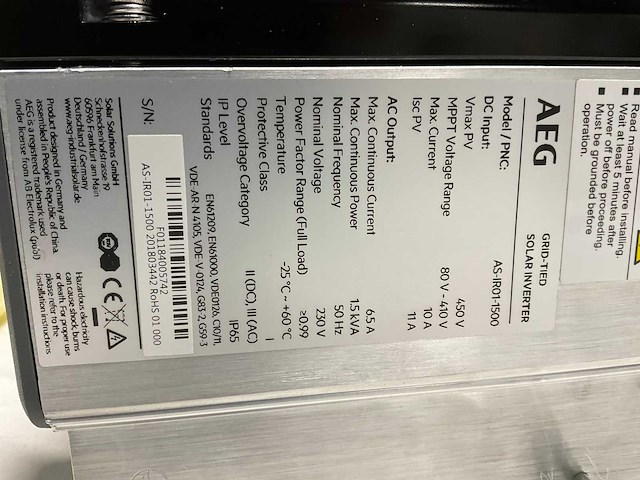 Read manual before installing.
Wait at least 5 minutes after
power off before proceeding.
Must be grounded before
operation.
AEG
GRID-TIED
SOLAR INVERTER
Model / PNC: AS-IR01-1500
DC Input:
Vmax PV 450 V
MPPT Voltage Range 80 V - 410 V
Max. Current 10 A
Isc PV 11 A
AC Output:
Max. Continuous Current 6.5 A
Max. Continuous Power 1.5 kVA
Nominal Frequency 50 Hz
Nominal Voltage 230 V
Power Factor Range (Full Load) ≥0,99
Temperature -25 °C ~ +60 °C
Protective Class I
Overvoltage Category II (DC), III (AC)
IP Level IP65
Standards EN61209, EN61000, VDE0126, C10/11,
VDE-AR N 4105, VDE-V-0124, G83-2, G59-3
S/N:
F01184005747
AS-IR01-1500 201803442 RoHS 01 000
Solar Solutions GmbH
Schneidenhofstrasse 19
60596 Frankfurt am Main
Deutschland / Germany
www.aeg-industrialsolar.de
Product designed in Germany and
assembled in People's Republic of China.
AEG is a registered trademark used
under license from AB Electrolux (publ)
CE
Hazardous electricity
can cause shock, burns
or death. For proper use
please refer to the
installation instructions